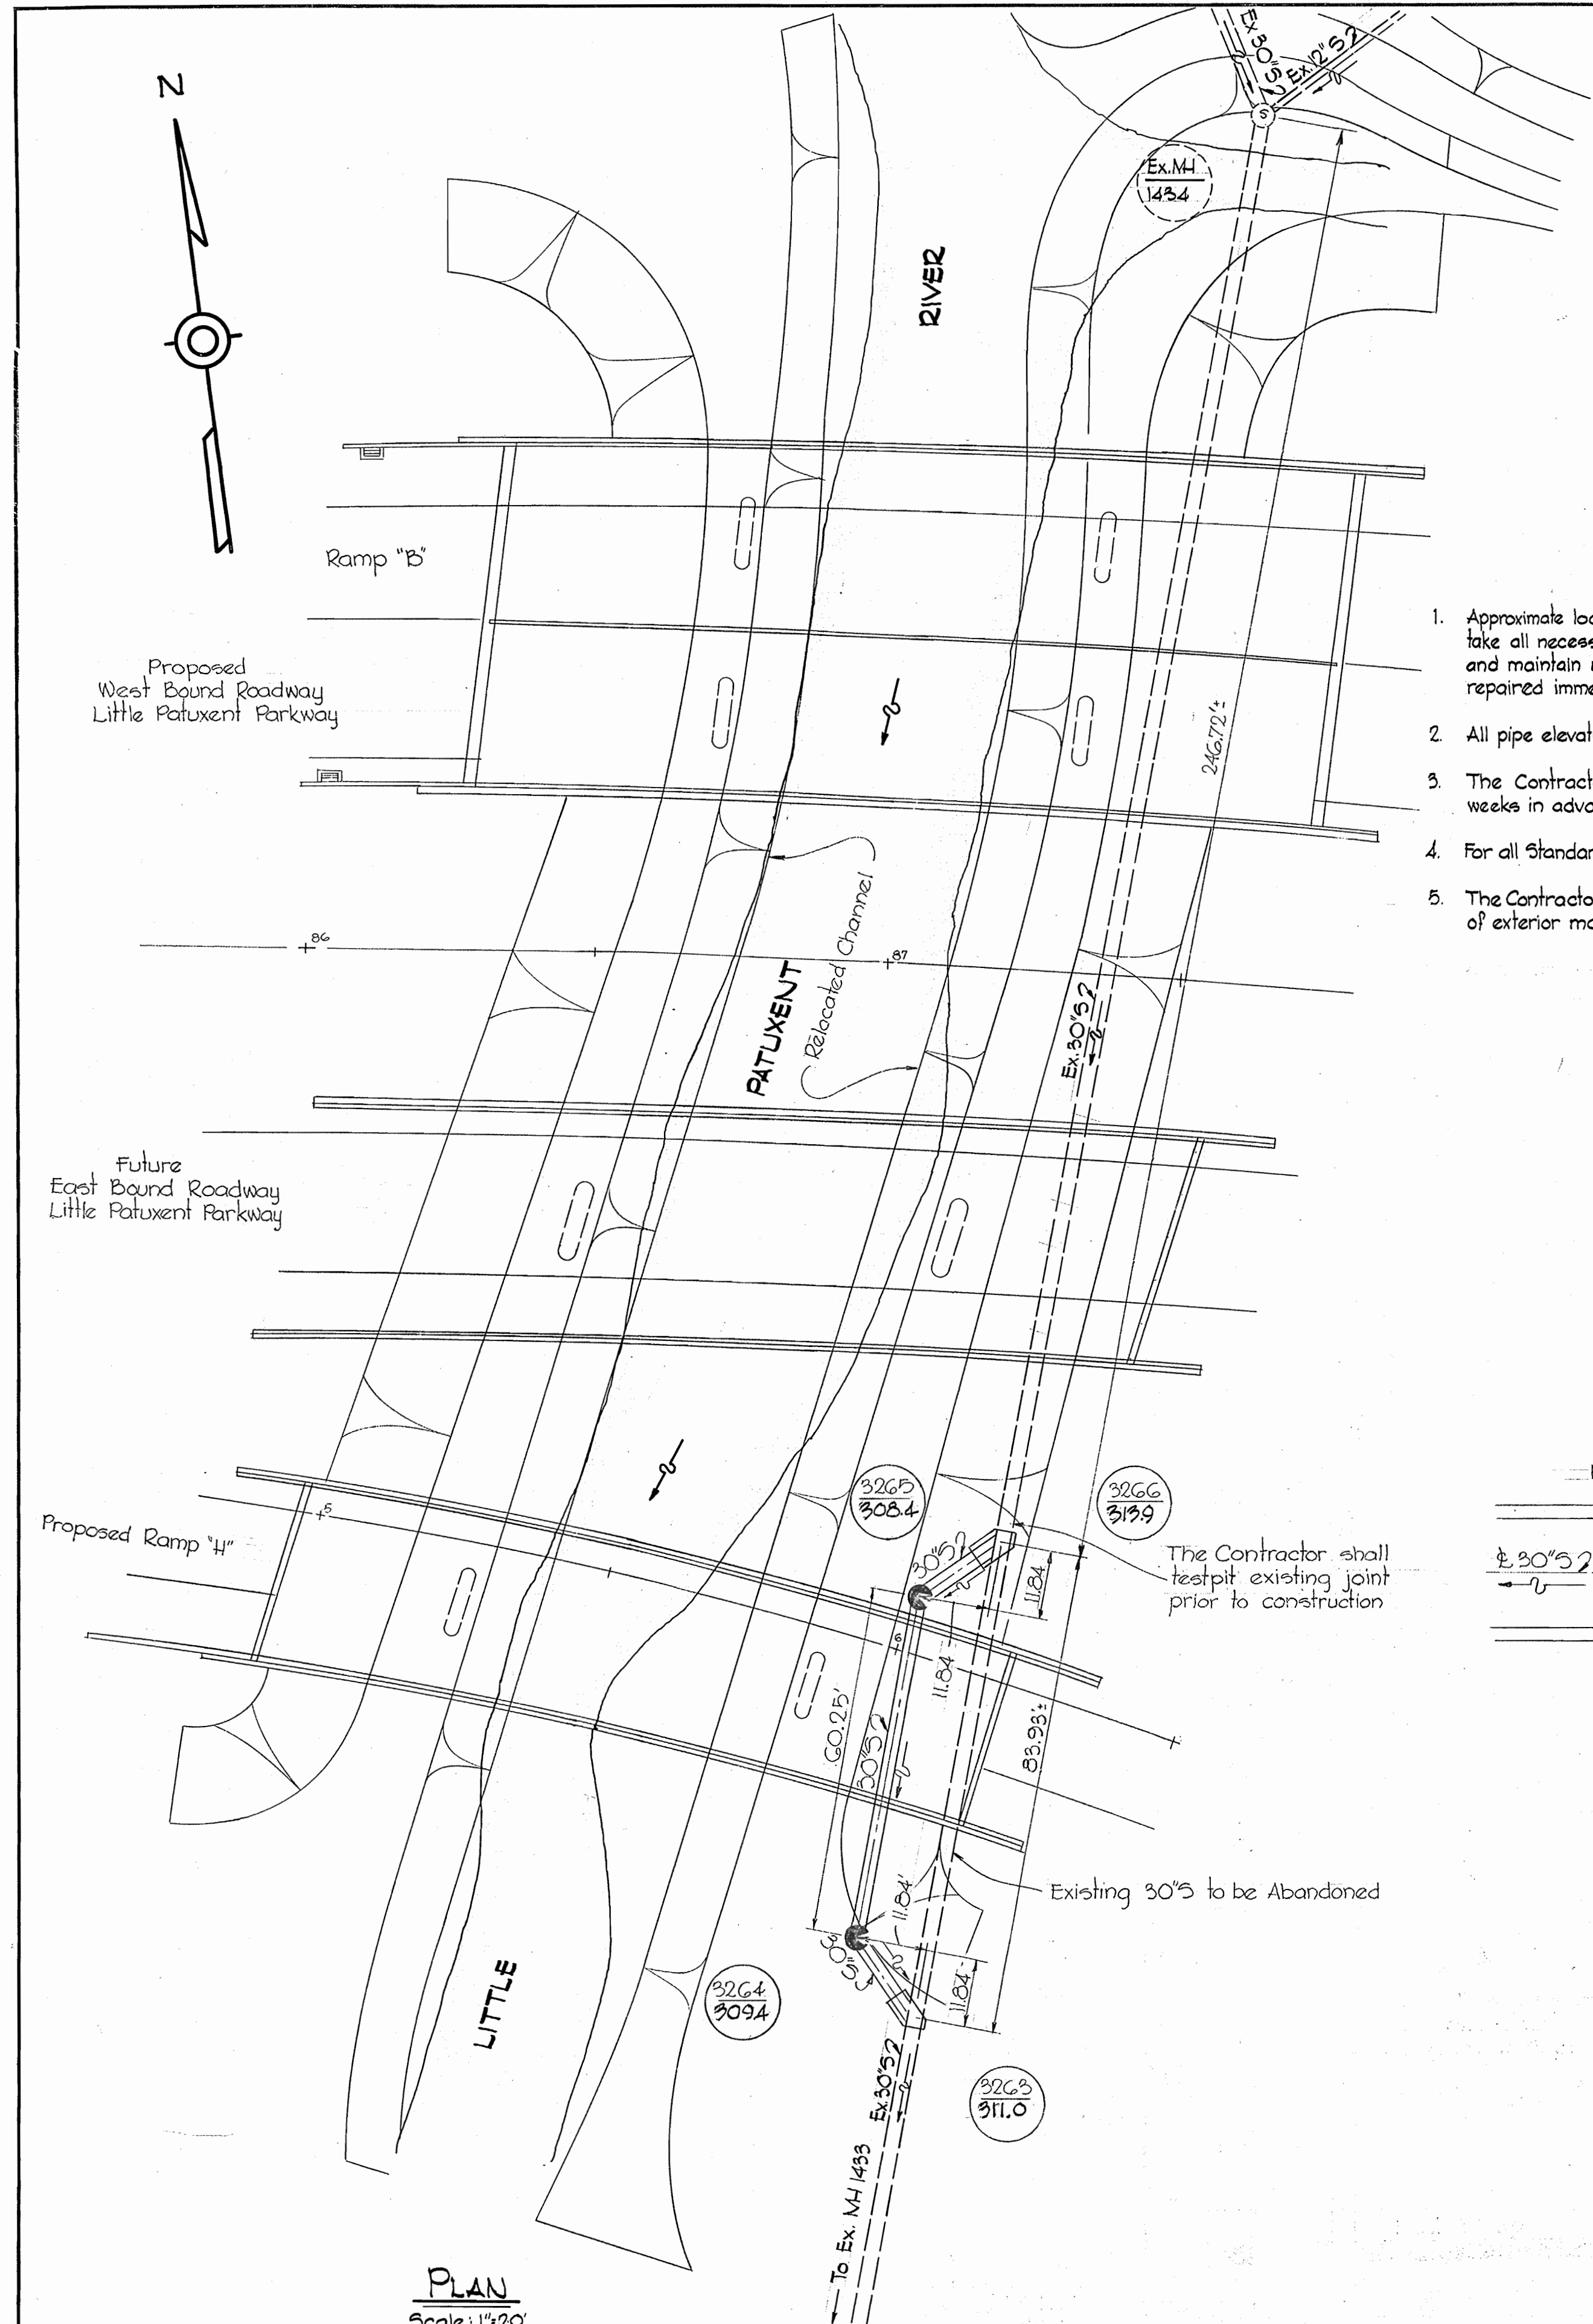 N
Ex 30"S
Ex. 12"S
S
Ex. MH
1434
RIVER
Ramp "B"
Proposed
West Bound Roadway
Little Patuxent Parkway
246.72'±
1. Approximate loc
take all necess
and maintain
repaired imme
2. All pipe elevat
3. The Contract
weeks in adva
4. For all Standar
5. The Contracto
of exterior ma
86
87
Relocated Channel
PATUXENT
Ex. 30"S
Future
East Bound Roadway
Little Patuxent Parkway
3265
308.4
3266
313.9
Proposed Ramp "H"
5
30"S
The Contractor shall
testpit existing joint
prior to construction
11.84
℄ 30"S
6
11.84
60.25'
30"S
83.93'±
Existing 30"S to be Abandoned
11.84'
30"S
11.84
LITTLE
3264
309.4
3263
311.0
Ex. 30"S
To Ex. MH 1433
PLAN
Scale: 1"=20'